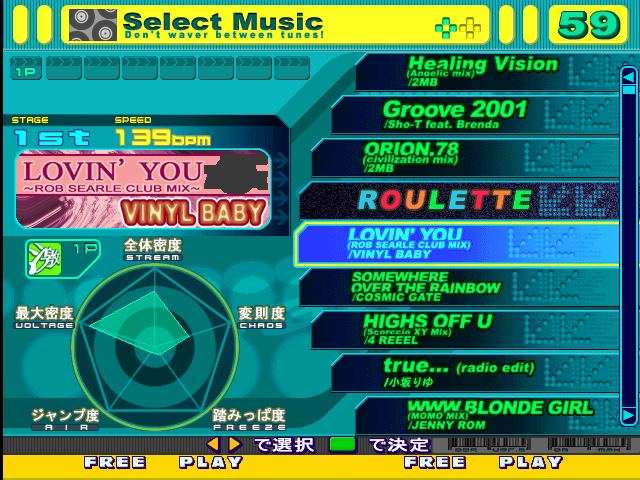 Select Music
Don't waver between tunes!
59
1P
STAGE
1st
SPEED
139bpm
LOVIN' YOU
~ROB SEARLE CLUB MIX~
VINYL BABY
1P
全体密度
STREAM
最大密度
VOLTAGE
変則度
CHAOS
ジャンプ度
AIR
踏みっぱ度
FREEZE
Healing Vision
(Angelic mix)
/2MB
Groove 2001
/Sho-T feat. Brenda
ORION.78
(civilization mix)
/2MB
ROULETTE
LOVIN' YOU
(ROB SEARLE CLUB MIX)
/VINYL BABY
SOMEWHERE
OVER THE RAINBOW
/COSMIC GATE
HIGHS OFF U
(Scorccio XY Mix)
/4 REEEL
true... (radio edit)
/小坂りゆ
WWW.BLONDE GIRL
(MOMO MIX)
/JENNY ROM
で選択 で決定
FREE PLAY FREE PLAY